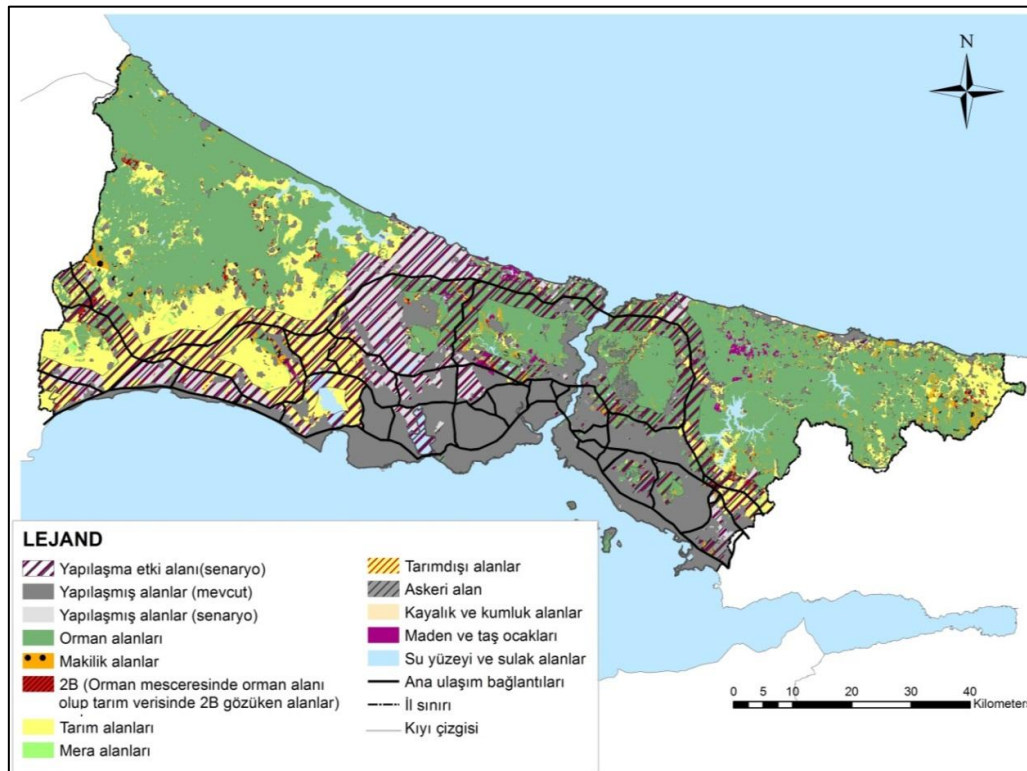 N
LEJAND
Yapılaşma etki alanı(senaryo)
Yapılaşmış alanlar (mevcut)
Yapılaşmış alanlar (senaryo)
Orman alanları
Makilik alanlar
2B (Orman mesceresinde orman alanı
olup tarım verisinde 2B gözüken alanlar)
Tarım alanları
Mera alanları
Tarımdışı alanlar
Askeri alan
Kayalık ve kumluk alanlar
Maden ve taş ocakları
Su yüzeyi ve sulak alanlar
Ana ulaşım bağlantıları
İl sınırı
Kıyı çizgisi
0 5 10 20 30 40
Kilometers